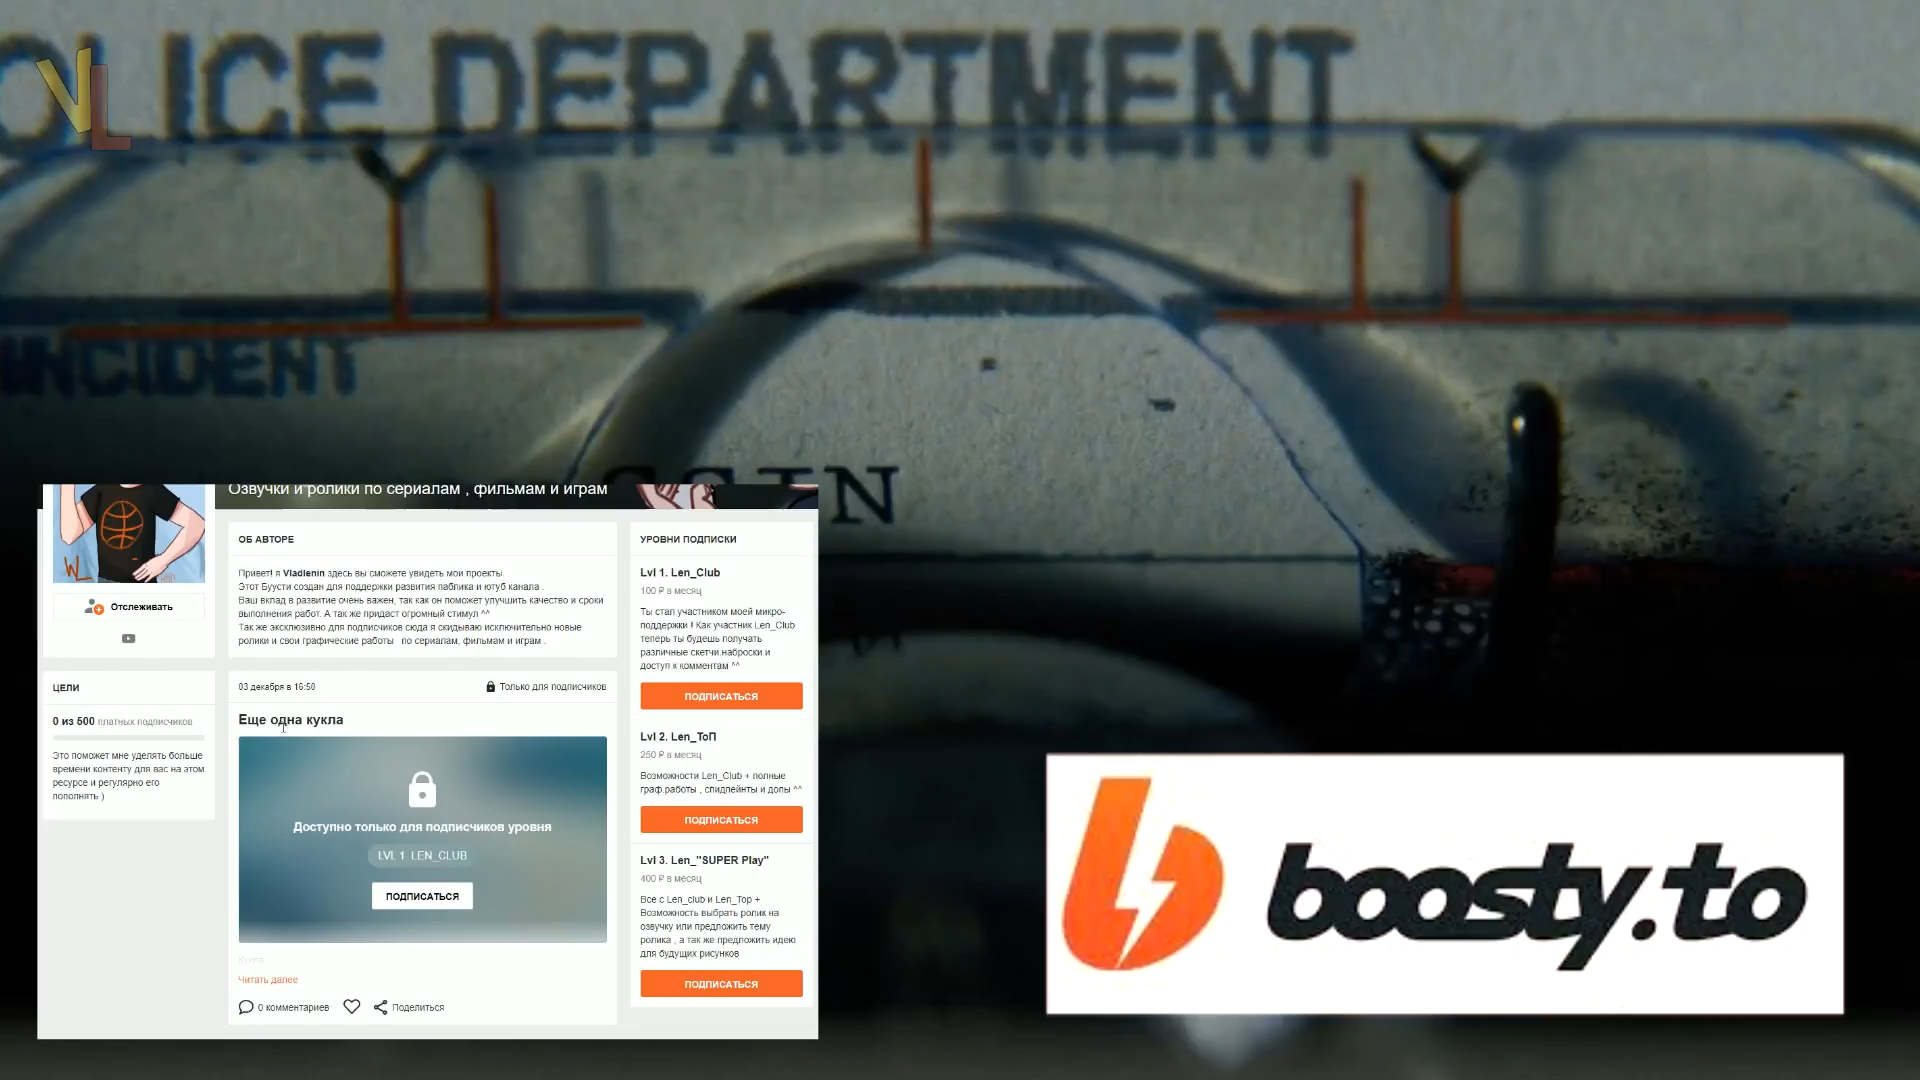 OLICE DEPARTMENT
VL
INCIDENT
Озвучки и ролики по сериалам , фильмам и играм
Отслеживать
ЦЕЛИ
0 из 500 платных подписчиков
Это поможет мне уделять больше
времени контенту для вас на этом
ресурсе и регулярно его
пополнять )
ОБ АВТОРЕ
Привет! я Vladlenin здесь вы сможете увидеть мои проекты
Этот Буусти создан для поддержки развития паблика и ютуб канала .
Ваш вклад в развитие очень важен, так как он поможет улучшить качество и сроки
выполнения работ. А так же придаст огромный стимул ^^
Так же эксклюзивно для подписчиков сюда я скидываю исключительно новые
ролики и свои графические работы по сериалам, фильмам и играм .
03 декабря в 16:50
Только для подписчиков
Еще одна кукла
Доступно только для подписчиков уровня
LVL 1. LEN_CLUB
ПОДПИСАТЬСЯ
Кукла
Читать далее
0 комментариев
Поделиться
УРОВНИ ПОДПИСКИ
Lvl 1. Len_Club
100 ₽ в месяц
Ты стал участником моей микро-
поддержки ! Как участник Len_Club
теперь ты будешь получать
различные скетчи,наброски и
доступ к комментам ^^
ПОДПИСАТЬСЯ
Lvl 2. Len_ToП
250 ₽ в месяц
Возможности Len_Club + полные
граф.работы , спидпейнты и допы ^^
ПОДПИСАТЬСЯ
Lvl 3. Len_"SUPER Play"
400 ₽ в месяц
Все с Len_club и Len_Top +
Возможность выбрать ролик на
озвучку или предложить тему
ролика , а так же предложить идею
для будущих рисунков
ПОДПИСАТЬСЯ
boosty.to